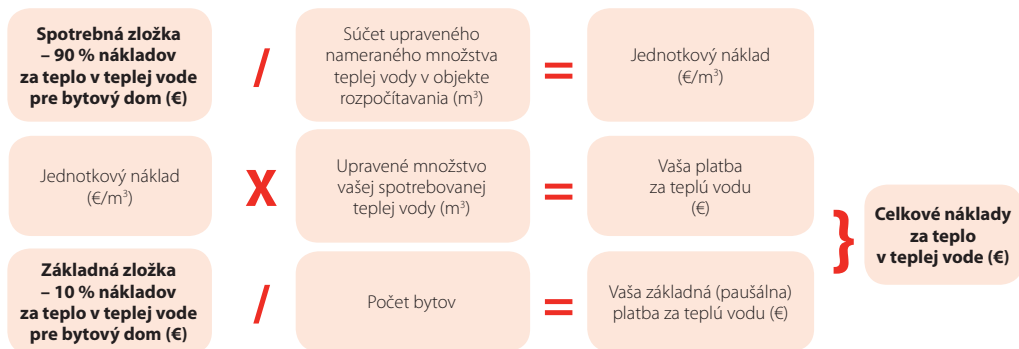 Spotrebná zložka
– 90 % nákladov
za teplo v teplej vode
pre bytový dom (€)
/
Súčet upraveného
nameraného množstva
teplej vody v objekte
rozpočítavania (m³)
=
Jednotkový náklad
(€/m³)
Jednotkový náklad
(€/m³)
X
Upravené množstvo
vašej spotrebovanej
teplej vody (m³)
=
Vaša platba
za teplú vodu
(€)
Základná zložka
– 10 % nákladov
za teplo v teplej vode
pre bytový dom (€)
/
Počet bytov
=
Vaša základná (paušálna)
platba za teplú vodu (€)
}
Celkové náklady
za teplo
v teplej vode (€)